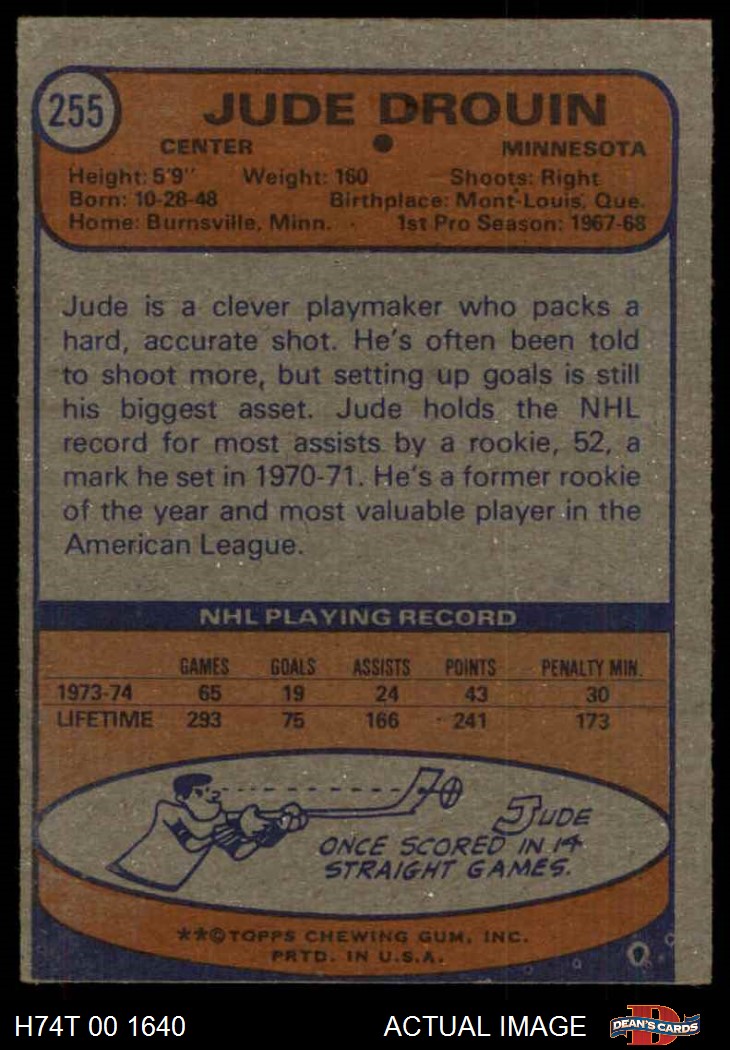 255
JUDE DROUIN
CENTER • MINNESOTA
Height: 5'9" Weight: 160 Shoots: Right
Born: 10-28-48 Birthplace: Mont-Louis, Que.
Home: Burnsville, Minn. 1st Pro Season: 1967-68
Jude is a clever playmaker who packs a
hard, accurate shot. He's often been told
to shoot more, but setting up goals is still
his biggest asset. Jude holds the NHL
record for most assists by a rookie, 52, a
mark he set in 1970-71. He's a former rookie
of the year and most valuable player in the
American League.
NHL PLAYING RECORD
GAMES GOALS ASSISTS POINTS PENALTY MIN.
1973-74 65 19 24 43 30
LIFETIME 293 75 166 241 173
JUDE
ONCE SCORED IN 14
STRAIGHT GAMES.
**©TOPPS CHEWING GUM, INC.
PRTD. IN U.S.A.
H74T 00 1640 ACTUAL IMAGE DEAN'S CARDS